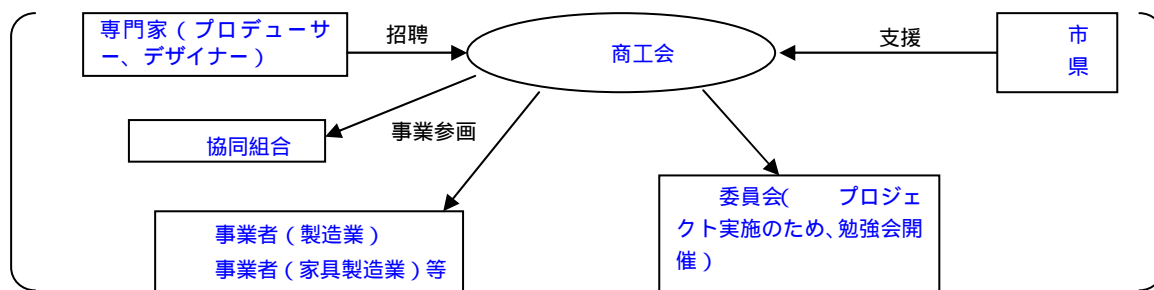 専門家(プロデューサ
ー、デザイナー)
招聘
商工会
支援
市
県
協同組合
事業参画
事業者(製造業)
事業者(家具製造業)等
委員会(　　プロジェ
クト実施のため、勉強会開
催)